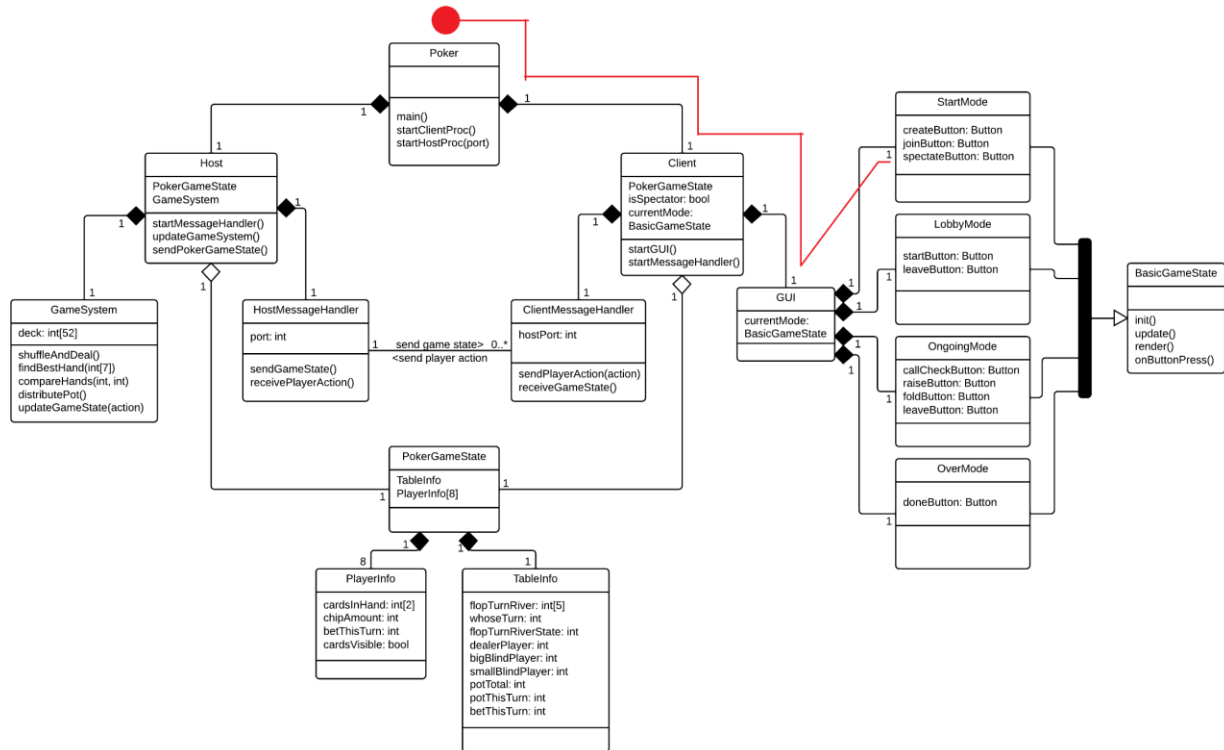 Poker
main()
startClientProc()
startHostProc(port)
1
1
1
1
Host
PokerGameState
GameSystem
startMessageHandler()
updateGameSystem()
sendPokerGameState()
1
1
1
Client
PokerGameState
isSpectator: bool
currentMode:
BasicGameState
startGUI()
startMessageHandler()
1
1
1
StartMode
createButton: Button
joinButton: Button
spectateButton: Button
1
LobbyMode
startButton: Button
leaveButton: Button
1
BasicGameState
init()
update()
render()
onButtonPress()
1
GameSystem
deck: int[52]
shuffleAndDeal()
findBestHand(int[7])
compareHands(int, int)
distributePot()
updateGameState(action)
1
HostMessageHandler
port: int
sendGameState()
receivePlayerAction()
1 send game state> 0..*
<send player action
1
ClientMessageHandler
hostPort: int
sendPlayerAction(action)
receiveGameState()
1
GUI
currentMode:
BasicGameState
1
1
1
1
OngoingMode
callCheckButton: Button
raiseButton: Button
foldButton: Button
leaveButton: Button
1
OverMode
doneButton: Button
1
PokerGameState
TableInfo
PlayerInfo[8]
1
1
1
1
8
1
PlayerInfo
cardsInHand: int[2]
chipAmount: int
betThisTurn: int
cardsVisible: bool
TableInfo
flopTurnRiver: int[5]
whoseTurn: int
flopTurnRiverState: int
dealerPlayer: int
bigBlindPlayer: int
smallBlindPlayer: int
potTotal: int
potThisTurn: int
betThisTurn: int